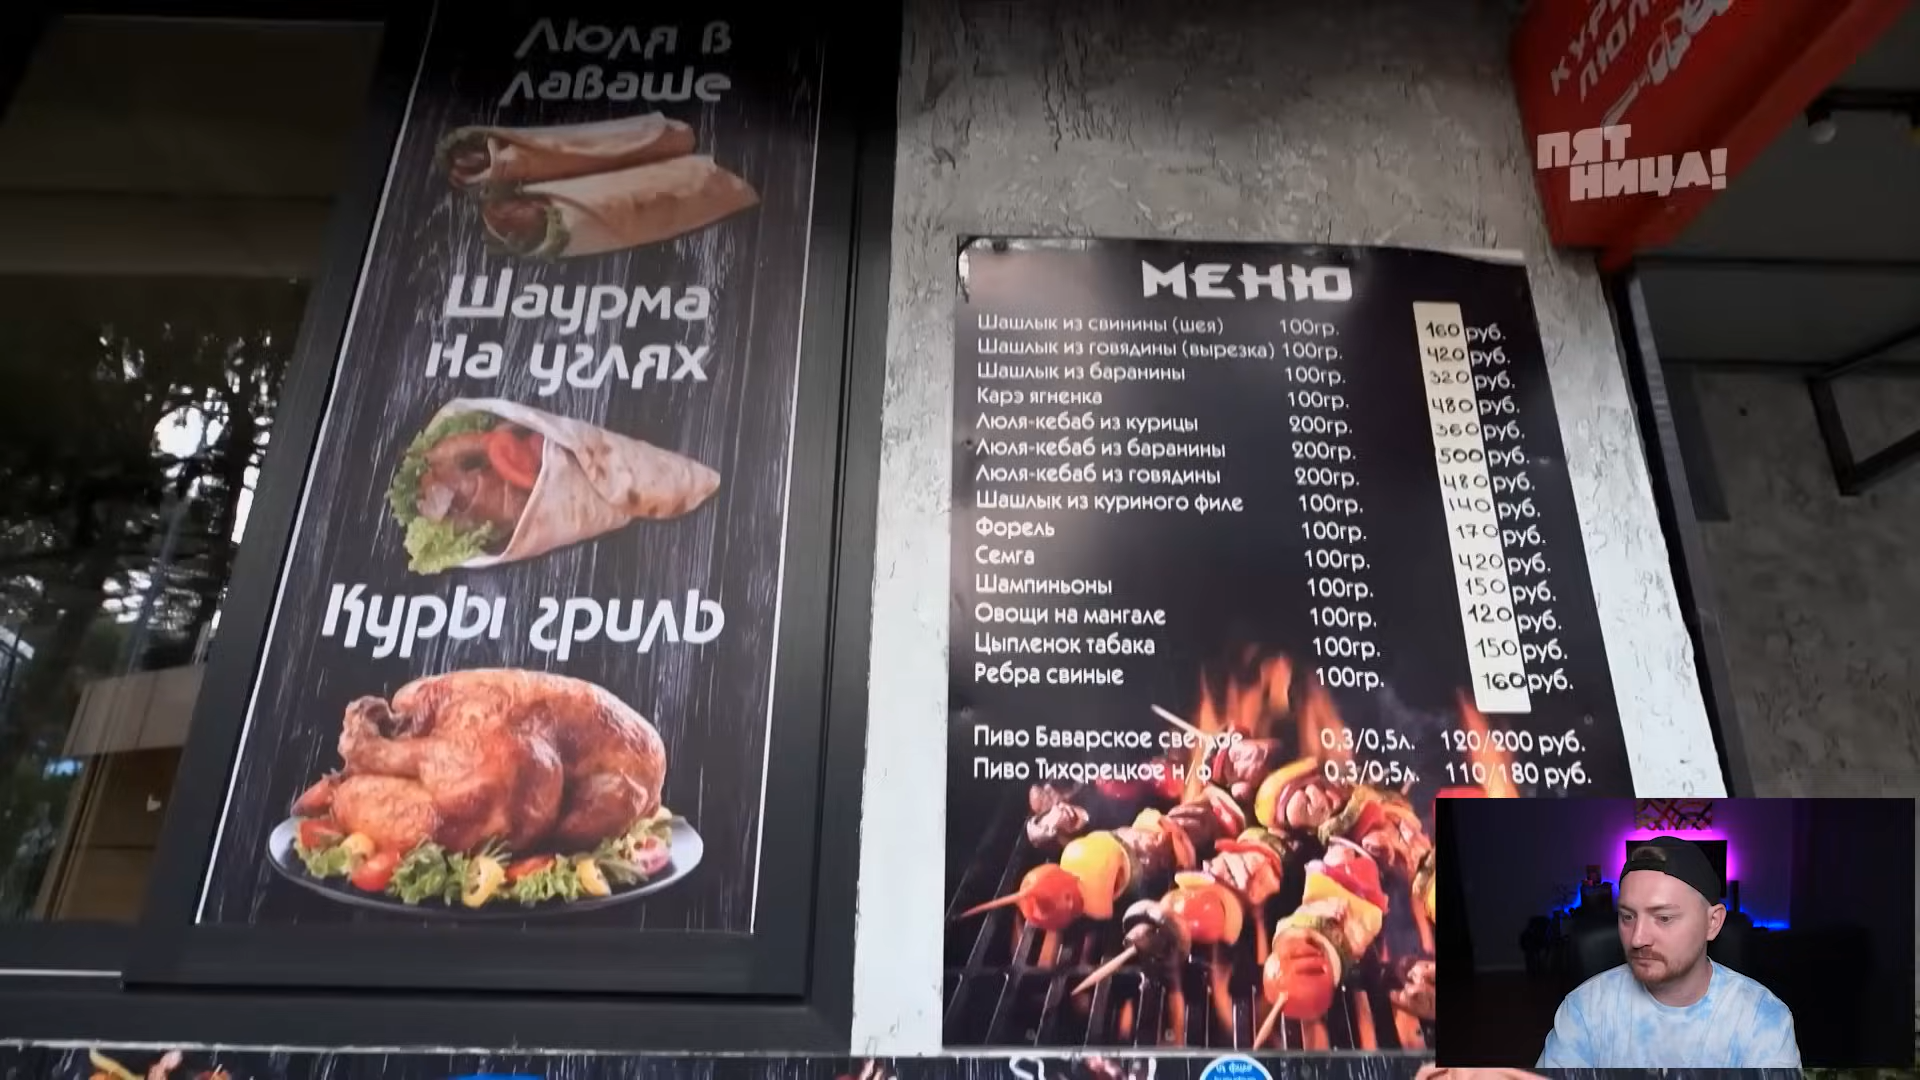 Люля в
лаваше
Шаурма
на углях
Куры гриль
МЕНЮ
Шашлык из свинины (шея) 100гр. 160 руб.
Шашлык из говядины (вырезка) 100гр. 420 руб.
Шашлык из баранины 100гр. 320 руб.
Карэ ягненка 100гр. 480 руб.
Люля-кебаб из курицы 200гр. 360 руб.
Люля-кебаб из баранины 200гр. 500 руб.
Люля-кебаб из говядины 200гр. 480 руб.
Шашлык из куриного филе 100гр. 140 руб.
Форель 100гр. 170 руб.
Семга 100гр. 420 руб.
Шампиньоны 100гр. 150 руб.
Овощи на мангале 100гр. 120 руб.
Цыпленок табака 100гр. 150 руб.
Ребра свиные 100гр. 160 руб.
Пиво Баварское светлое 0,3/0,5л. 120/200 руб.
Пиво Тихорецкое н/ф 0,3/0,5л. 110/180 руб.
ПЯТ
НИЦА!